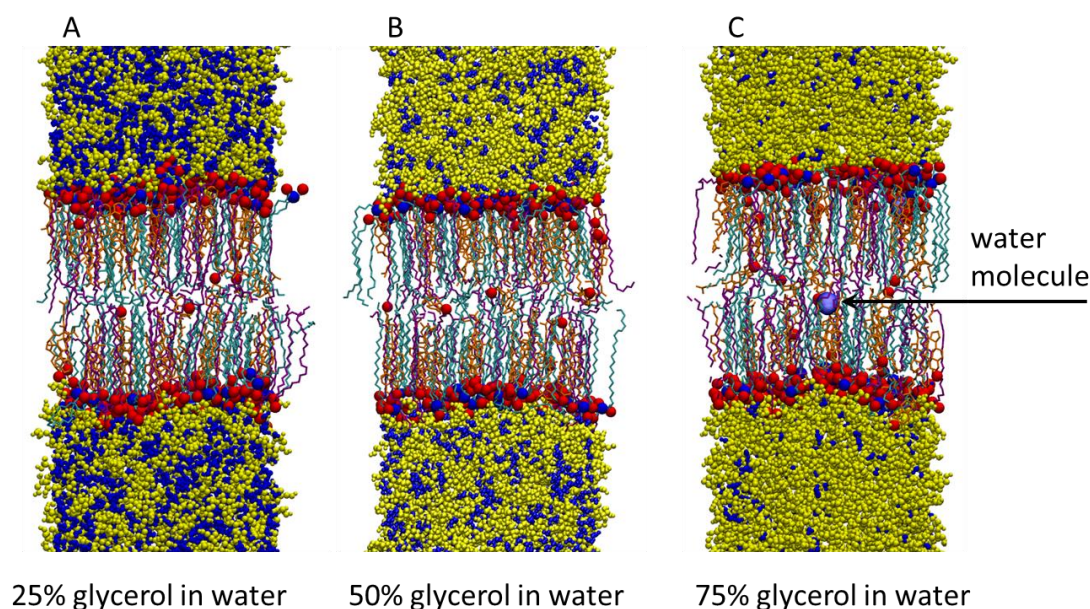 A
B
C
water
molecule
25% glycerol in water
50% glycerol in water
75% glycerol in water